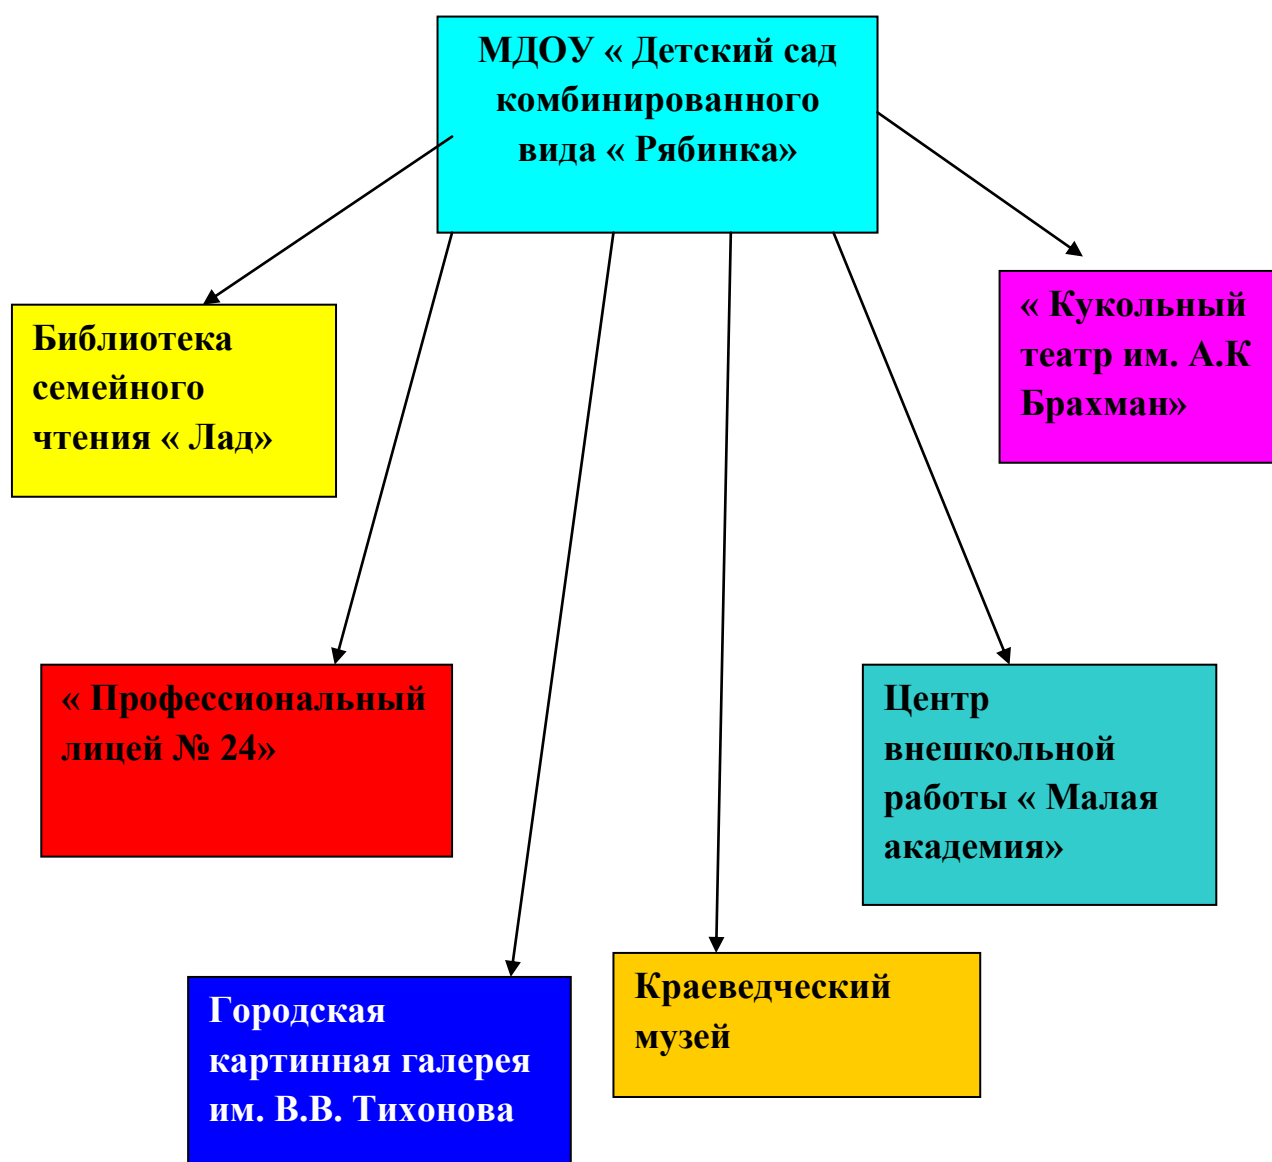 МДОУ « Детский сад
комбинированного
вида « Рябинка»
Библиотека
семейного
чтения « Лад»
« Кукольный
театр им. А.К
Брахман»
« Профессиональный
лицей № 24»
Центр
внешкольной
работы « Малая
академия»
Городская
картинная галерея
им. В.В. Тихонова
Краеведческий
музей